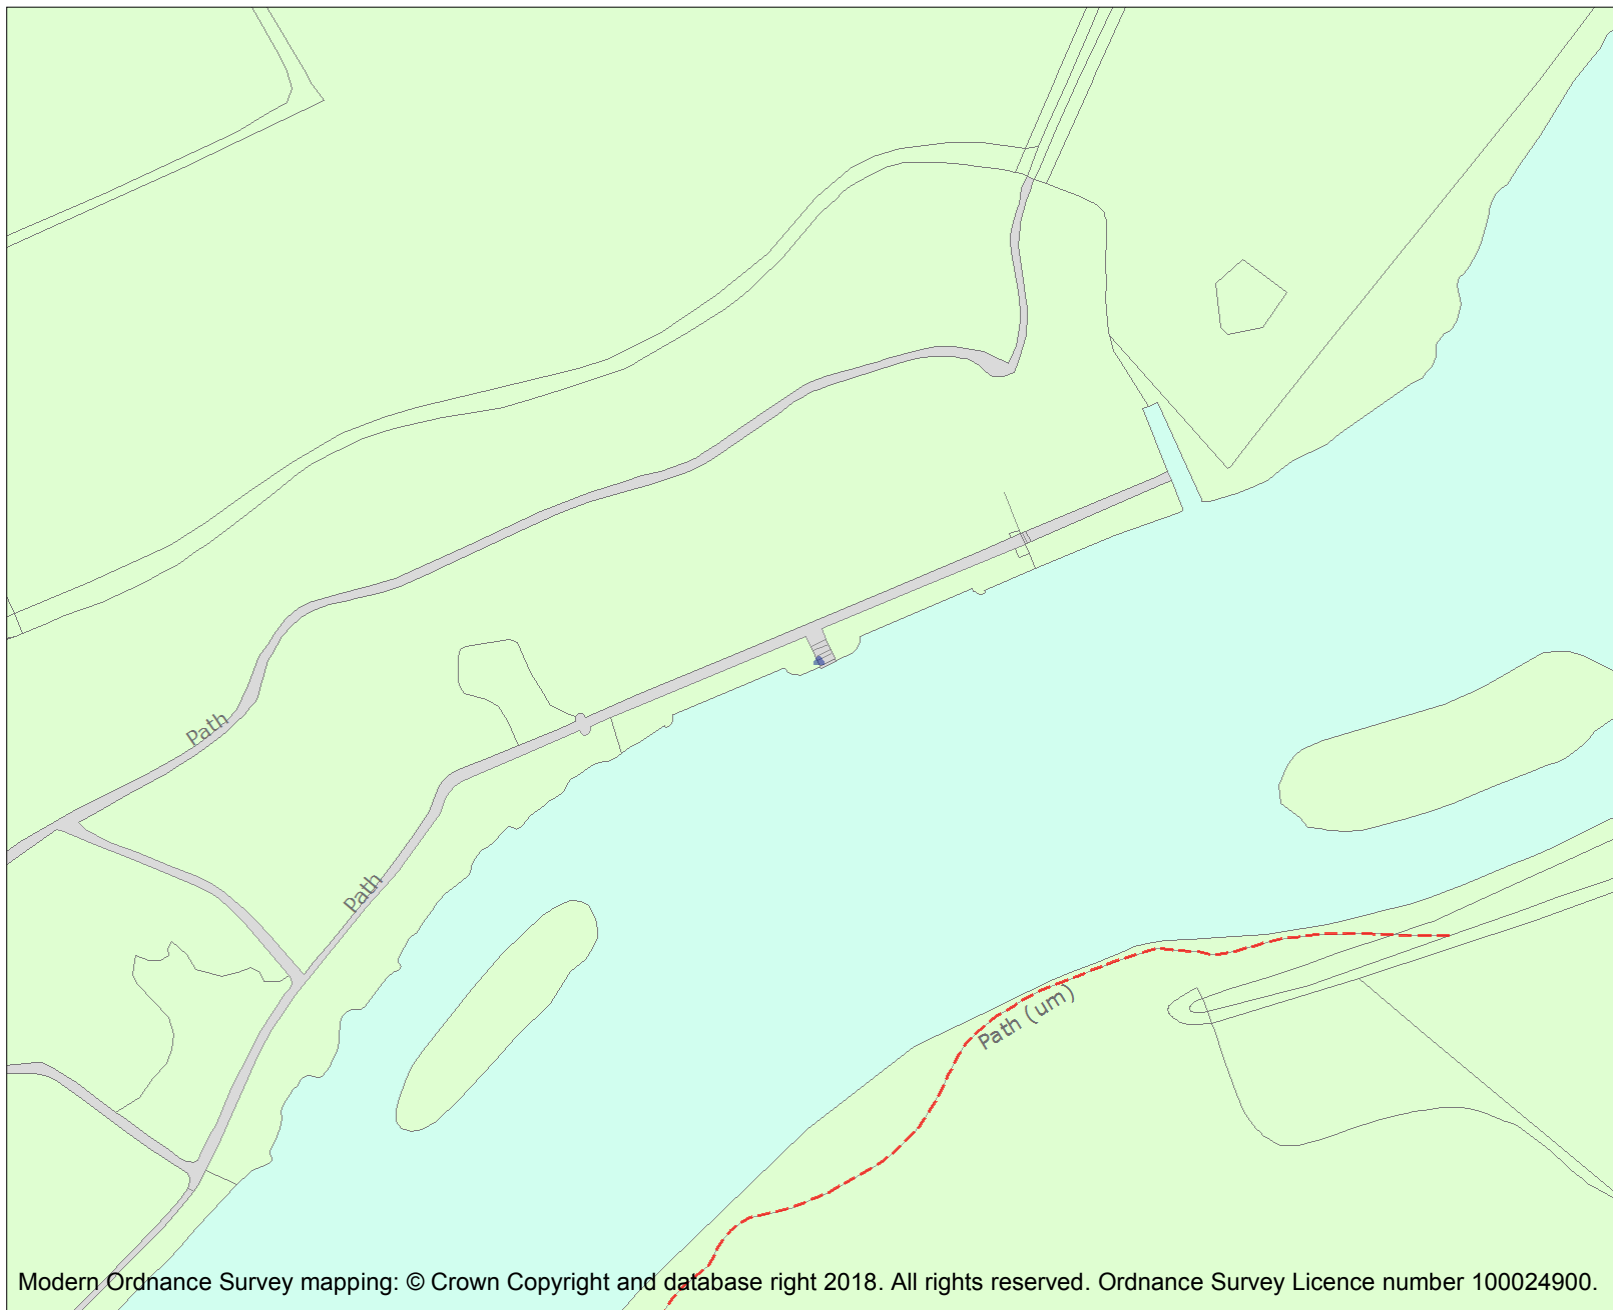 Path
Path
Path (um)
Modern Ordnance Survey mapping: © Crown Copyright and database right 2018. All rights reserved. Ordnance Survey Licence number 100024900.